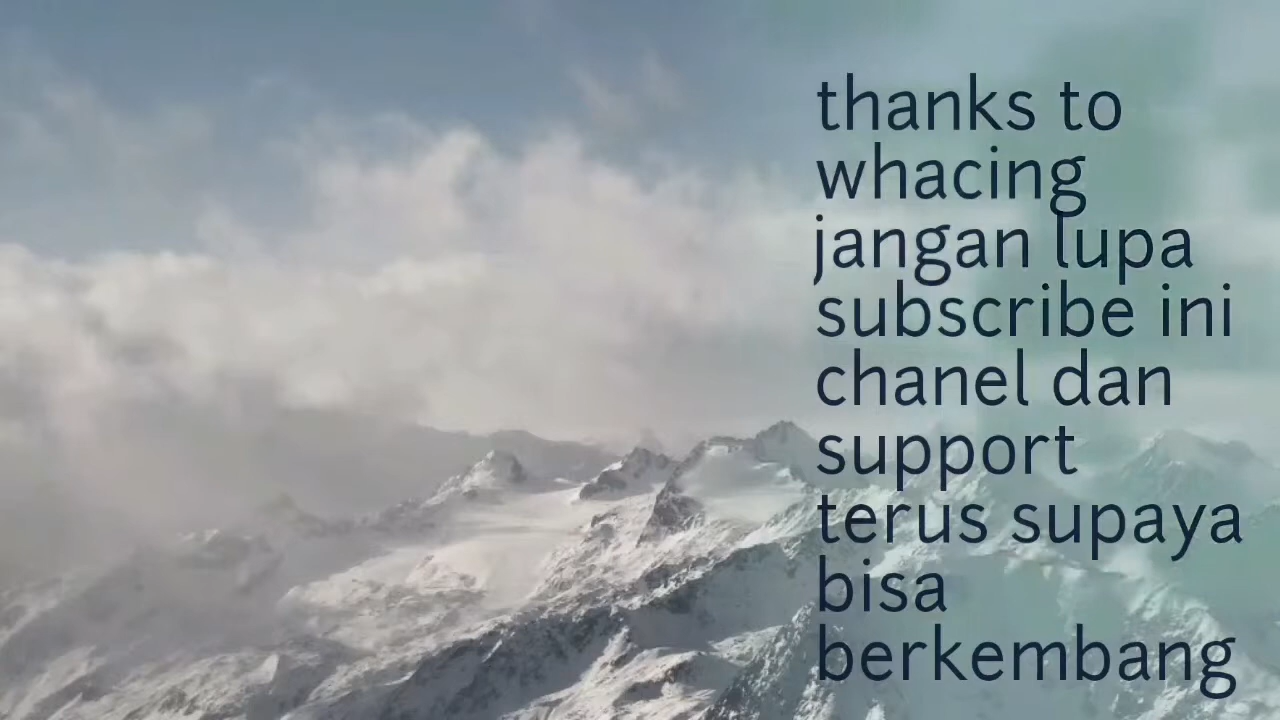 thanks to
whacing
jangan lupa
subscribe ini
chanel dan
support
terus supaya
bisa
berkembang